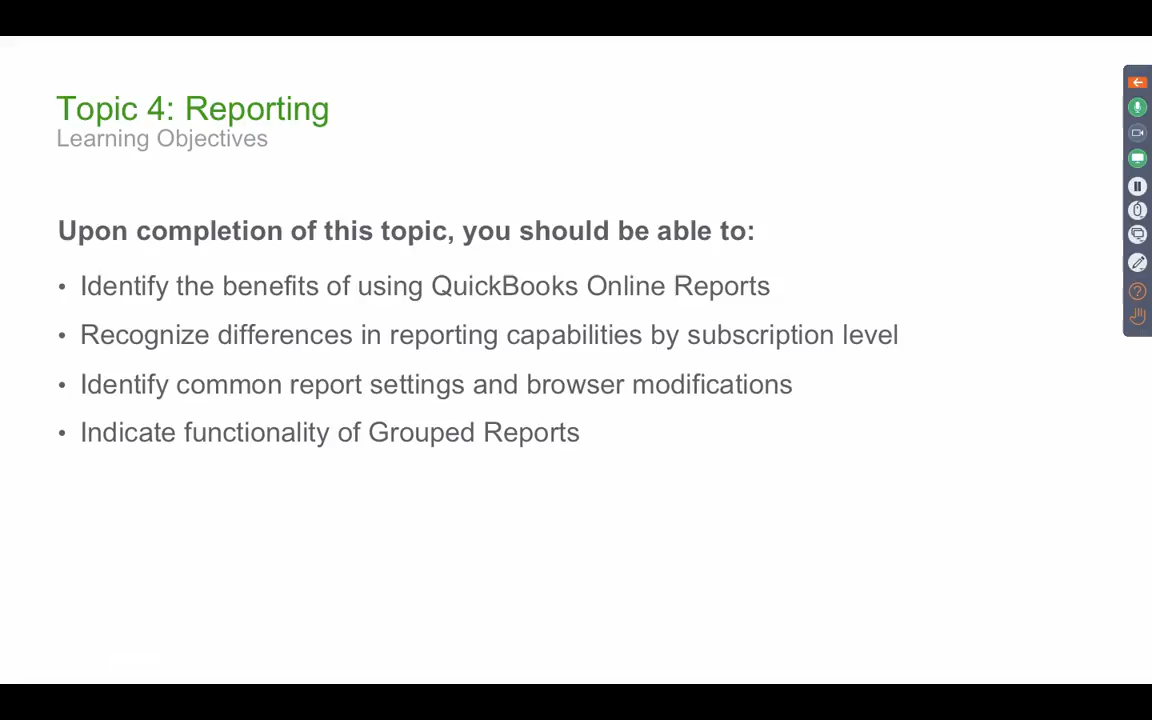 Topic 4: Reporting
Learning Objectives
Upon completion of this topic, you should be able to:
• Identify the benefits of using QuickBooks Online Reports
• Recognize differences in reporting capabilities by subscription level
• Identify common report settings and browser modifications
• Indicate functionality of Grouped Reports